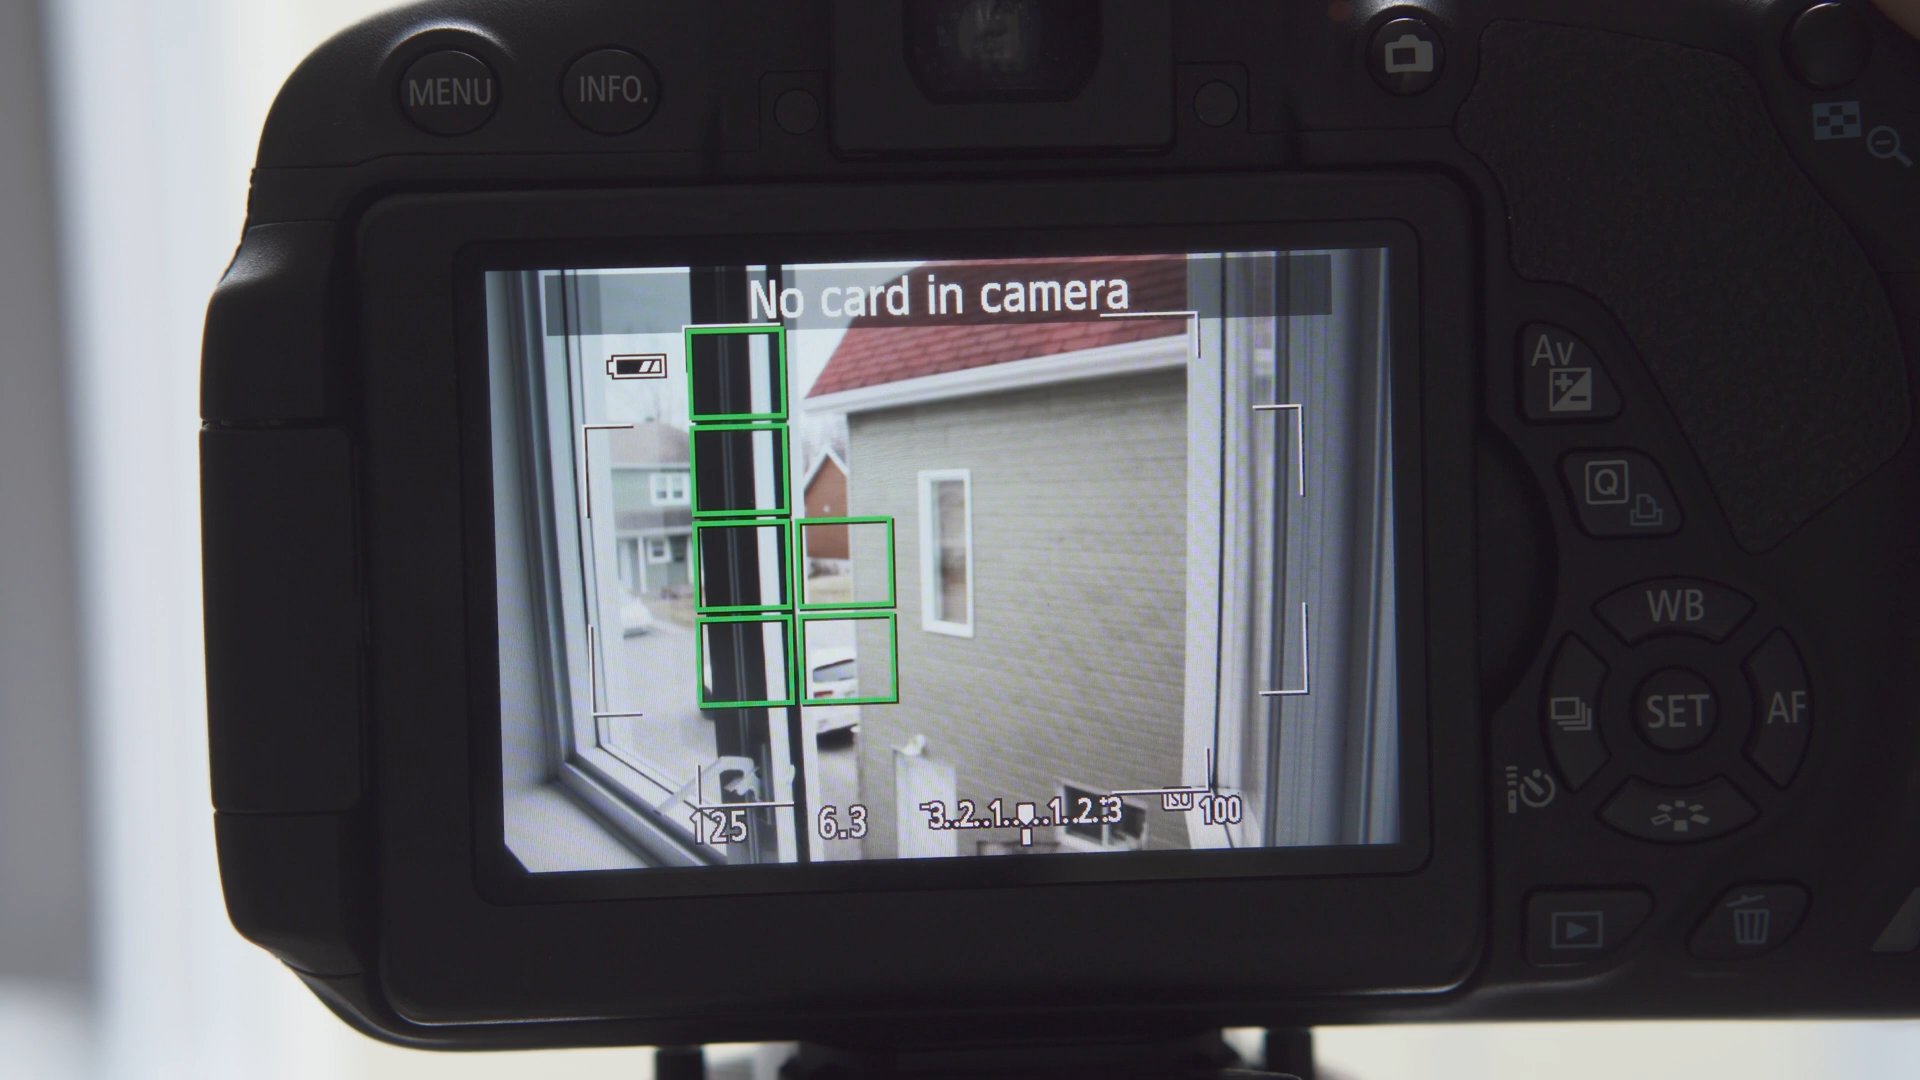 MENU INFO.
No card in camera
Av
Q
WB
SET
AF
125 6.3 -3..2..1..0..1..2..+3 ISO 100